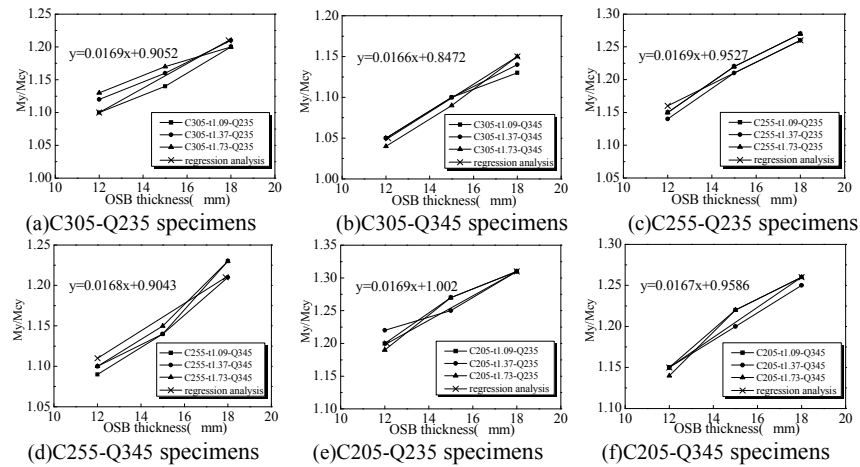 1.25
1.20
1.15
1.10
1.05
1.00
My/Mcy
y=0.0169x+0.9052
C305-t1.09-Q235
C305-t1.37-Q235
C305-t1.73-Q235
regression analysis
10 12 14 16 18 20
OSB thickness( mm)
(a)C305-Q235 specimens
1.20
1.15
1.10
1.05
1.00
My/Mcy
y=0.0166x+0.8472
C305-t1.09-Q345
C305-t1.37-Q345
C305-t1.73-Q345
regression analysis
10 12 14 16 18 20
OSB thickness( mm)
(b)C305-Q345 specimens
1.30
1.25
1.20
1.15
1.10
1.05
My/Mcy
y=0.0169x+0.9527
C255-t1.09-Q235
C255-t1.37-Q235
C255-t1.73-Q235
regression analysis
10 12 14 16 18 20
OSB thickness( mm)
(c)C255-Q235 specimens
1.25
1.20
1.15
1.10
1.05
My/Mcy
y=0.0168x+0.9043
C255-t1.09-Q345
C255-t1.37-Q345
C255-t1.73-Q345
regression analysis
10 12 14 16 18 20
OSB thickness( mm)
(d)C255-Q345 specimens
1.35
1.30
1.25
1.20
1.15
1.10
My/Mcy
y=0.0169x+1.002
C205-t1.09-Q235
C205-t1.37-Q235
C205-t1.73-Q235
regression analysis
10 12 14 16 18 20
OSB thickness( mm)
(e)C205-Q235 specimens
1.30
1.25
1.20
1.15
1.10
My/Mcy
y=0.0167x+0.9586
C205-t1.09-Q345
C205-t1.37-Q345
C205-t1.73-Q345
regression analysis
10 12 14 16 18 20
OSB thickness( mm)
(f)C205-Q345 specimens